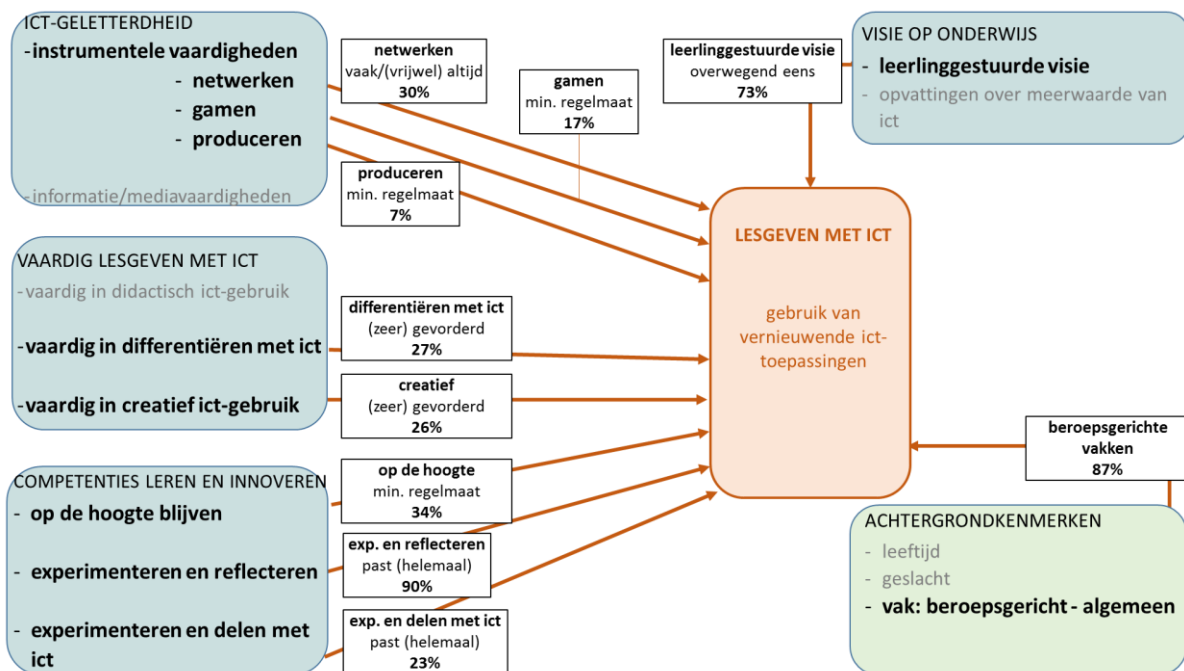 ICT-GELETTERDHEID
-instrumentele vaardigheden
- netwerken
- gamen
- produceren
-informatie/mediavaardigheden
netwerken
vaak/(vrijwel) altijd
30%
gamen
min. regelmaat
17%
produceren
min. regelmaat
7%
leerlinggestuurde visie
overwegend eens
73%
VISIE OP ONDERWIJS
- leerlinggestuurde visie
- opvattingen over meerwaarde van
ict
VAARDIG LESGEVEN MET ICT
-vaardig in didactisch ict-gebruik
-vaardig in differentiëren met ict
-vaardig in creatief ict-gebruik
differentiëren met ict
(zeer) gevorderd
27%
creatief
(zeer) gevorderd
26%
LESGEVEN MET ICT
gebruik van
vernieuwende ict-
toepassingen
COMPETENTIES LEREN EN INNOVEREN
- op de hoogte blijven
- experimenteren en reflecteren
- experimenteren en delen met
ict
op de hoogte
min. regelmaat
34%
exp. en reflecteren
past (helemaal)
90%
exp. en delen met ict
past (helemaal)
23%
beroepsgerichte
vakken
87%
ACHTERGRONDKENMERKEN
- leeftijd
- geslacht
- vak: beroepsgericht - algemeen